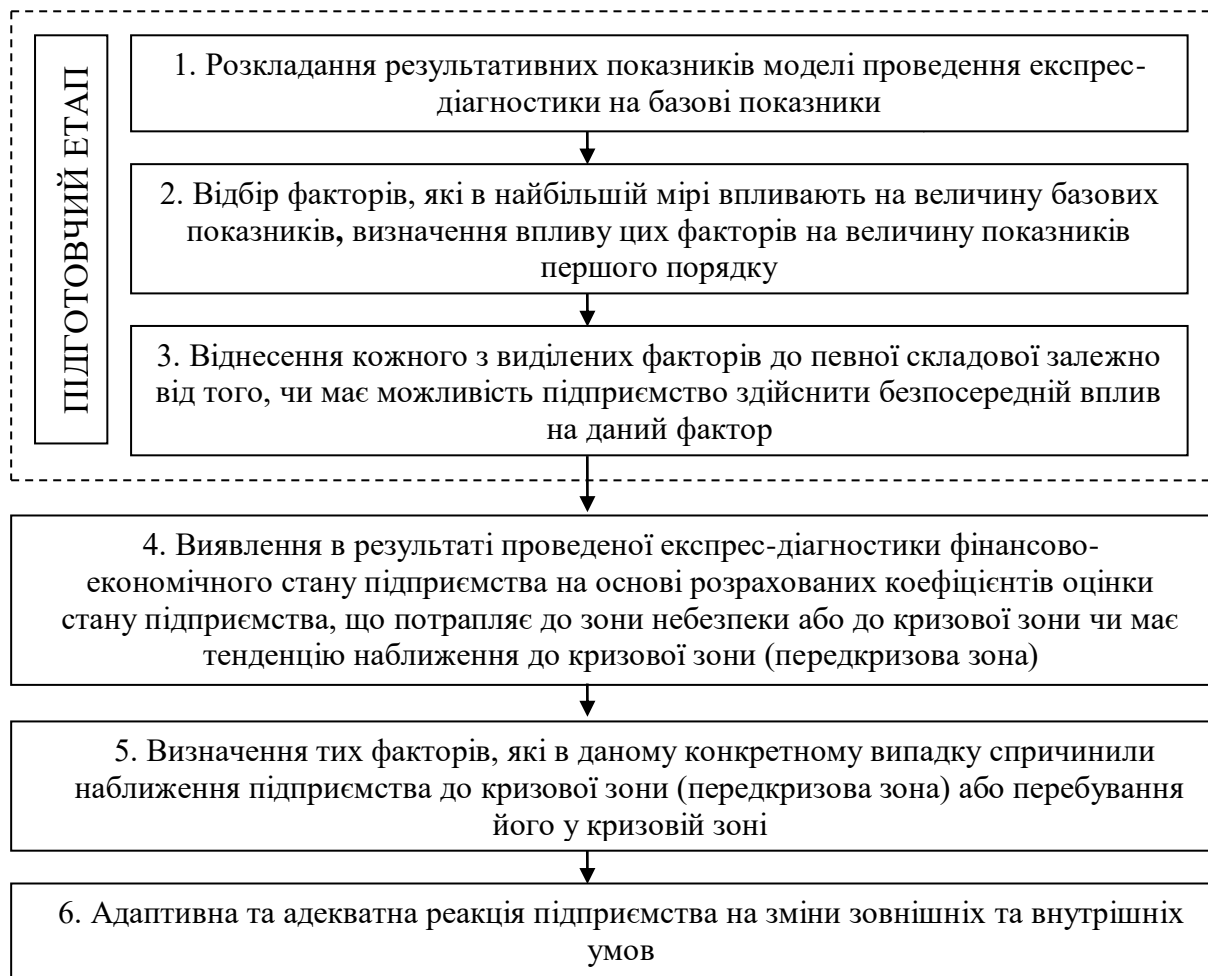 ПІДГОТОВЧИЙ ЕТАП
1. Розкладання результативних показників моделі проведення експрес-
діагностики на базові показники
2. Відбір факторів, які в найбільшій мірі впливають на величину базових
показників, визначення впливу цих факторів на величину показників
першого порядку
3. Віднесення кожного з виділених факторів до певної складової залежно
від того, чи має можливість підприємство здійснити безпосередній вплив
на даний фактор
4. Виявлення в результаті проведеної експрес-діагностики фінансово-
економічного стану підприємства на основі розрахованих коефіцієнтів оцінки
стану підприємства, що потрапляє до зони небезпеки або до кризової зони чи має
тенденцію наближення до кризової зони (передкризова зона)
5. Визначення тих факторів, які в даному конкретному випадку спричинили
наближення підприємства до кризової зони (передкризова зона) або перебування
його у кризовій зоні
6. Адаптивна та адекватна реакція підприємства на зміни зовнішніх та внутрішніх
умов